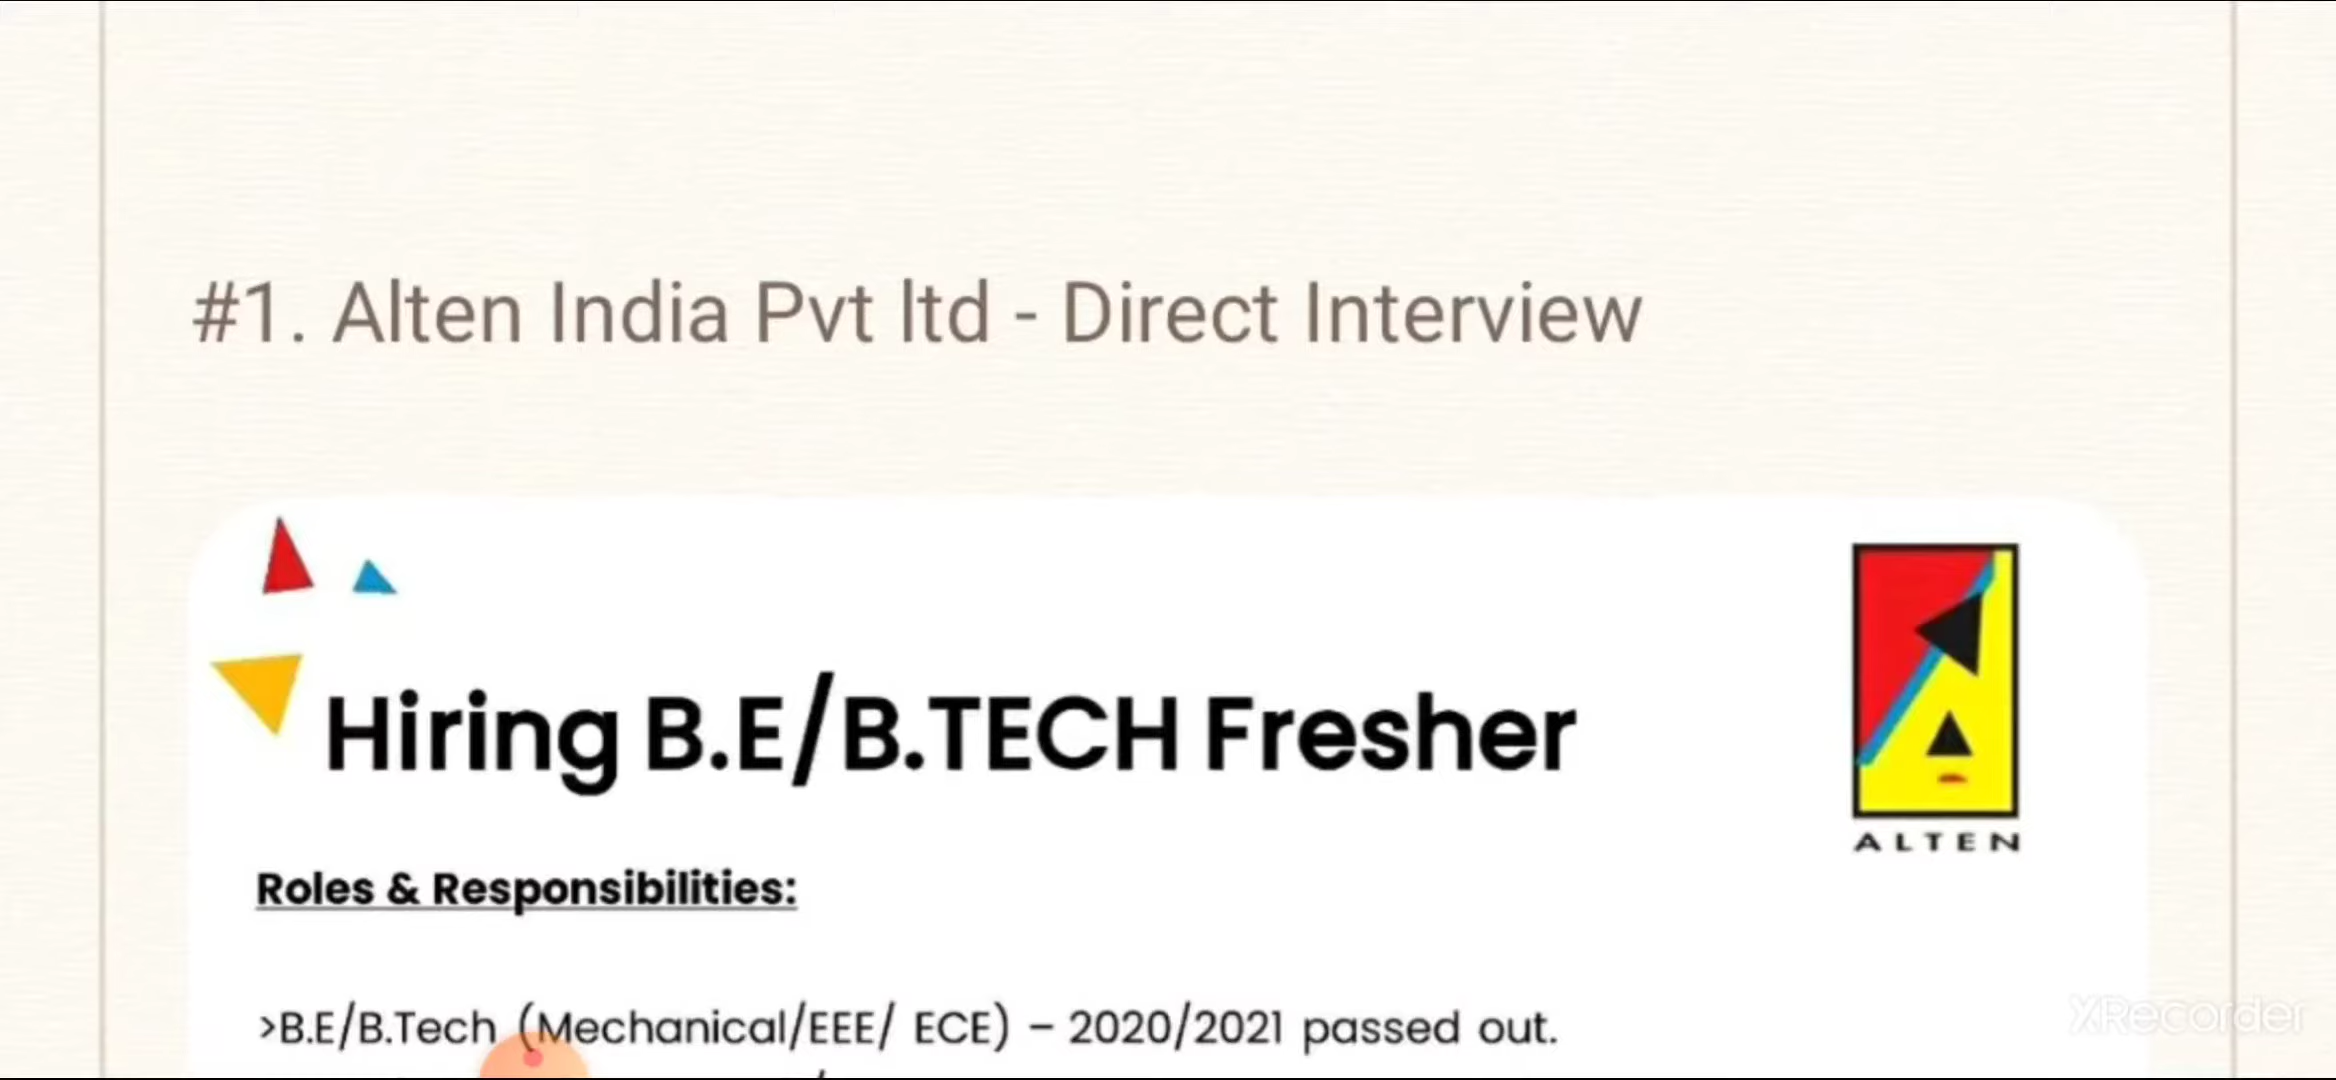 #1. Alten India Pvt ltd - Direct Interview
Hiring B.E/B.TECH Fresher
ALTEN
Roles & Responsibilities:
>B.E/B.Tech (Mechanical/EEE/ ECE) – 2020/2021 passed out.
XRecorder